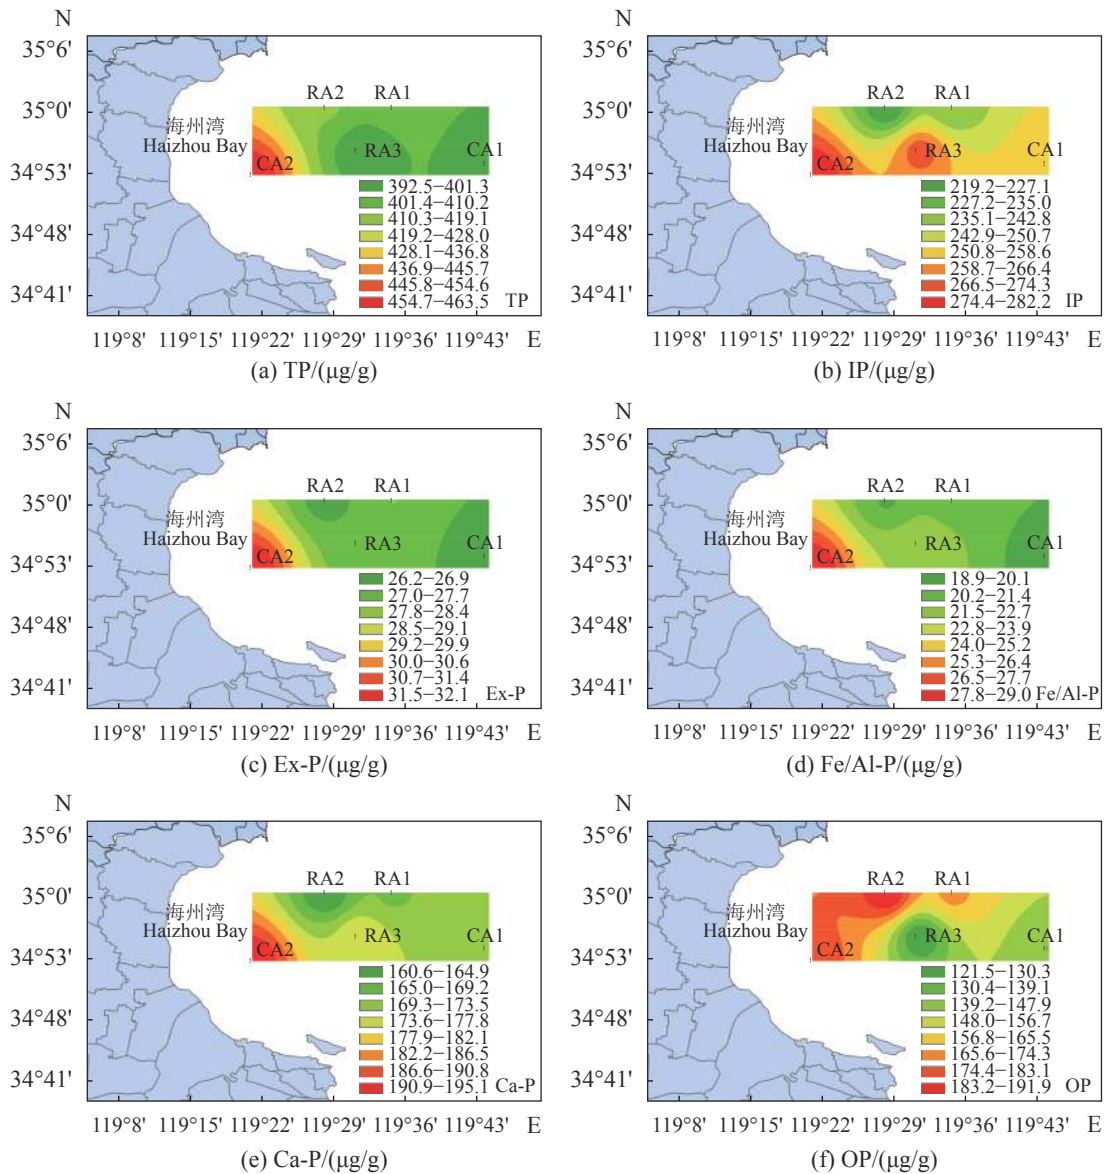 N
35°6'
RA2 RA1
35°0'
海州湾
Haizhou Bay
CA2 RA3 CA1
34°53'
392.5−401.3
401.4−410.2
410.3−419.1
419.2−428.0
34°48'
428.1−436.8
436.9−445.7
445.8−454.6
454.7−463.5 TP
34°41'
119°8' 119°15' 119°22' 119°29' 119°36' 119°43' E
(a) TP/(μg/g)
N
35°6'
RA2 RA1
35°0'
海州湾
Haizhou Bay
CA2 RA3 CA1
34°53'
219.2−227.1
227.2−235.0
235.1−242.8
242.9−250.7
34°48'
250.8−258.6
258.7−266.4
266.5−274.3
274.4−282.2 IP
34°41'
119°8' 119°15' 119°22' 119°29' 119°36' 119°43' E
(b) IP/(μg/g)
N
35°6'
RA2 RA1
35°0'
海州湾
Haizhou Bay
CA2 RA3 CA1
34°53'
26.2−26.9
27.0−27.7
27.8−28.4
28.5−29.1
34°48'
29.2−29.9
30.0−30.6
30.7−31.4
31.5−32.1 Ex-P
34°41'
119°8' 119°15' 119°22' 119°29' 119°36' 119°43' E
(c) Ex-P/(μg/g)
N
35°6'
RA2 RA1
35°0'
海州湾
Haizhou Bay
CA2 RA3 CA1
34°53'
18.9−20.1
20.2−21.4
21.5−22.7
22.8−23.9
34°48'
24.0−25.2
25.3−26.4
26.5−27.7
27.8−29.0 Fe/Al-P
34°41'
119°8' 119°15' 119°22' 119°29' 119°36' 119°43' E
(d) Fe/Al-P/(μg/g)
N
35°6'
RA2 RA1
35°0'
海州湾
Haizhou Bay
CA2 RA3 CA1
34°53'
160.6−164.9
165.0−169.2
169.3−173.5
173.6−177.8
34°48'
177.9−182.1
182.2−186.5
186.6−190.8
190.9−195.1 Ca-P
34°41'
119°8' 119°15' 119°22' 119°29' 119°36' 119°43' E
(e) Ca-P/(μg/g)
N
35°6'
RA2 RA1
35°0'
海州湾
Haizhou Bay
CA2 RA3 CA1
34°53'
121.5−130.3
130.4−139.1
139.2−147.9
148.0−156.7
34°48'
156.8−165.5
165.6−174.3
174.4−183.1
183.2−191.9 OP
34°41'
119°8' 119°15' 119°22' 119°29' 119°36' 119°43' E
(f) OP/(μg/g)